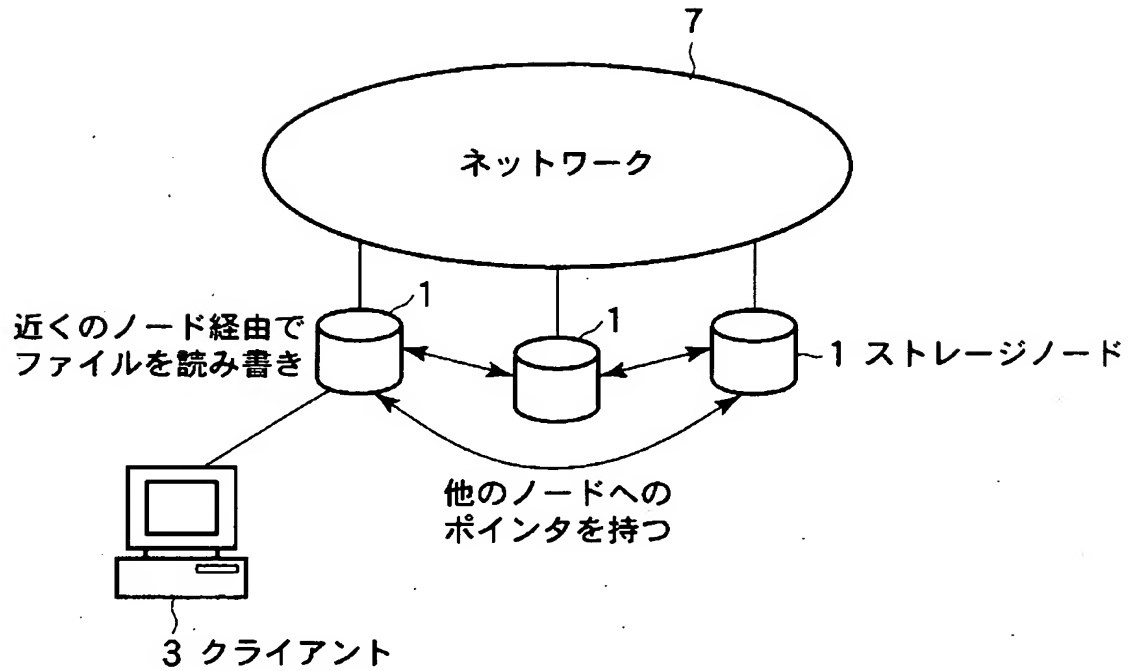 7
ネットワーク
近くのノード経由で
ファイルを読み書き
1
1
1 ストレージノード
他のノードへの
ポインタを持つ
3 クライアント